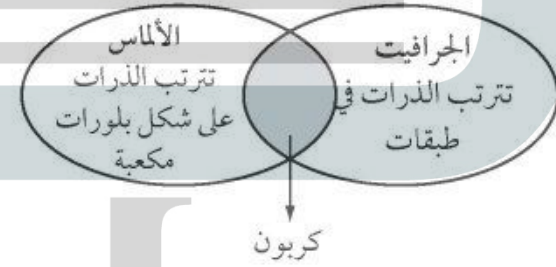 الجرافيت
تترتب الذرات في
طبقات
الألماس
تترتب الذرات
على شكل بلورات
مكعبة
كربون